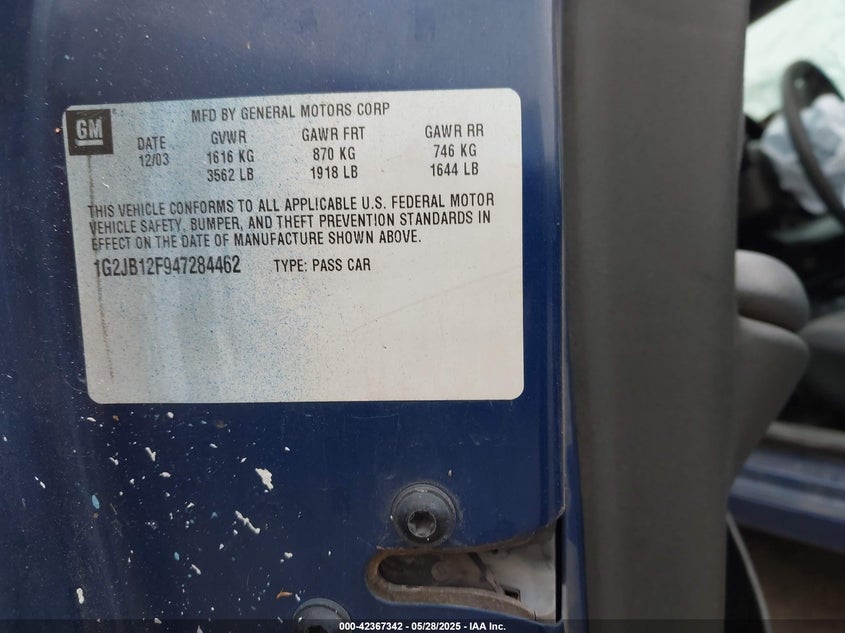 GM
MFD BY GENERAL MOTORS CORP
DATE GVWR GAWR FRT GAWR RR
12/03 1616 KG 870 KG 746 KG
3562 LB 1918 LB 1644 LB
THIS VEHICLE CONFORMS TO ALL APPLICABLE U.S. FEDERAL MOTOR
VEHICLE SAFETY, BUMPER, AND THEFT PREVENTION STANDARDS IN
EFFECT ON THE DATE OF MANUFACTURE SHOWN ABOVE.
1G2JB12F947284462 TYPE: PASS CAR
000-42367342 - 05/28/2025 - IAA Inc.